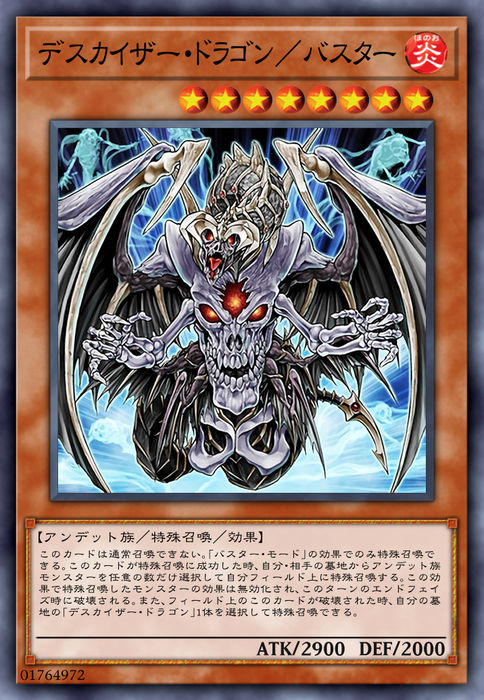 デスカイザー・ドラゴン／バスター
ほのお
炎
【アンデット族／特殊召喚／効果】
このカードは通常召喚できない。「バスター・モード」の効果でのみ特殊召喚で
きる。このカードが特殊召喚に成功した時、自分・相手の墓地からアンデット族
モンスターを任意の数だけ選択して自分フィールド上に特殊召喚する。この効
果で特殊召喚したモンスターの効果は無効化され、このターンのエンドフェイ
ズ時に破壊される。また、フィールド上のこのカードが破壊された時、自分の墓
地の「デスカイザー・ドラゴン」1体を選択して特殊召喚できる。
ATK/2900 DEF/2000
01764972